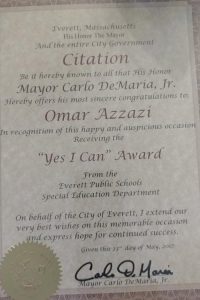 Everett, Massachusetts
His Honor The Mayor
And the entire City Government
Citation
Be it hereby known to all that His Honor
Mayor Carlo DeMaria, Jr.
Hereby offers his most sincere congratulations to:
Omar Azzazi
In recognition of this happy and auspicious occasion
Receiving the
"Yes I Can" Award
From the
Everett Public Schools
Special Education Department
On behalf of the City of Everett, I extend our
very best wishes on this memorable occasion
and express hope for continued success.
Given this day of May,
Mayor Carlo DeMaria, Jr.